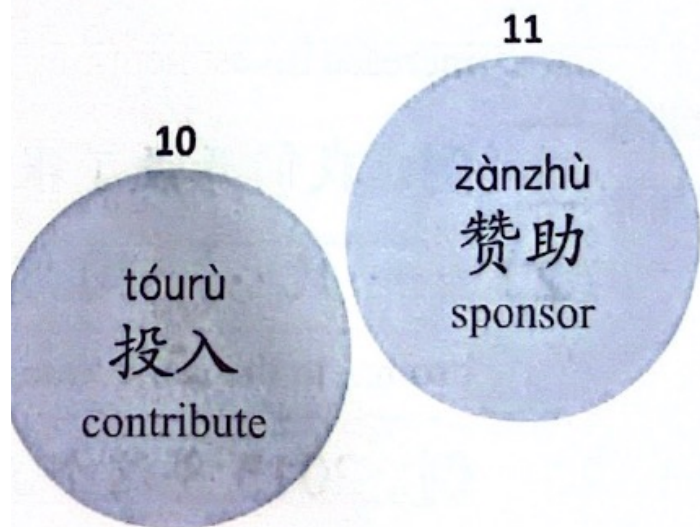 10
tóurù
投入
contribute
11
zànzhù
赞助
sponsor